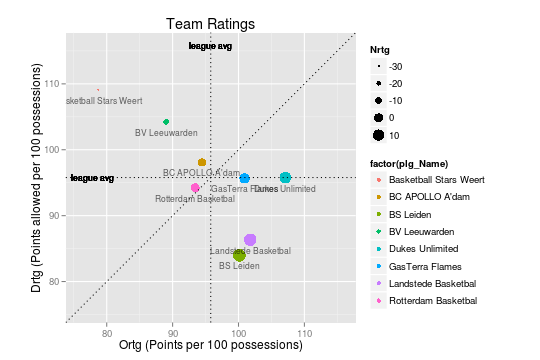 Team Ratings
league avg
110
100
90
80
Drtg (Points allowed per 100 possessions)
sketball Stars Weert
BV Leeuwarden
BC APOLLO A'dam
league avg
GasTerra Flames
Dukes Unlimited
Rotterdam Basketbal
Landstede Basketbal
BS Leiden
80
90
100
110
Ortg (Points per 100 possessions)
Nrtg
-30
-20
-10
0
10
factor(plg_Name)
Basketball Stars Weert
BC APOLLO A'dam
BS Leiden
BV Leeuwarden
Dukes Unlimited
GasTerra Flames
Landstede Basketbal
Rotterdam Basketbal